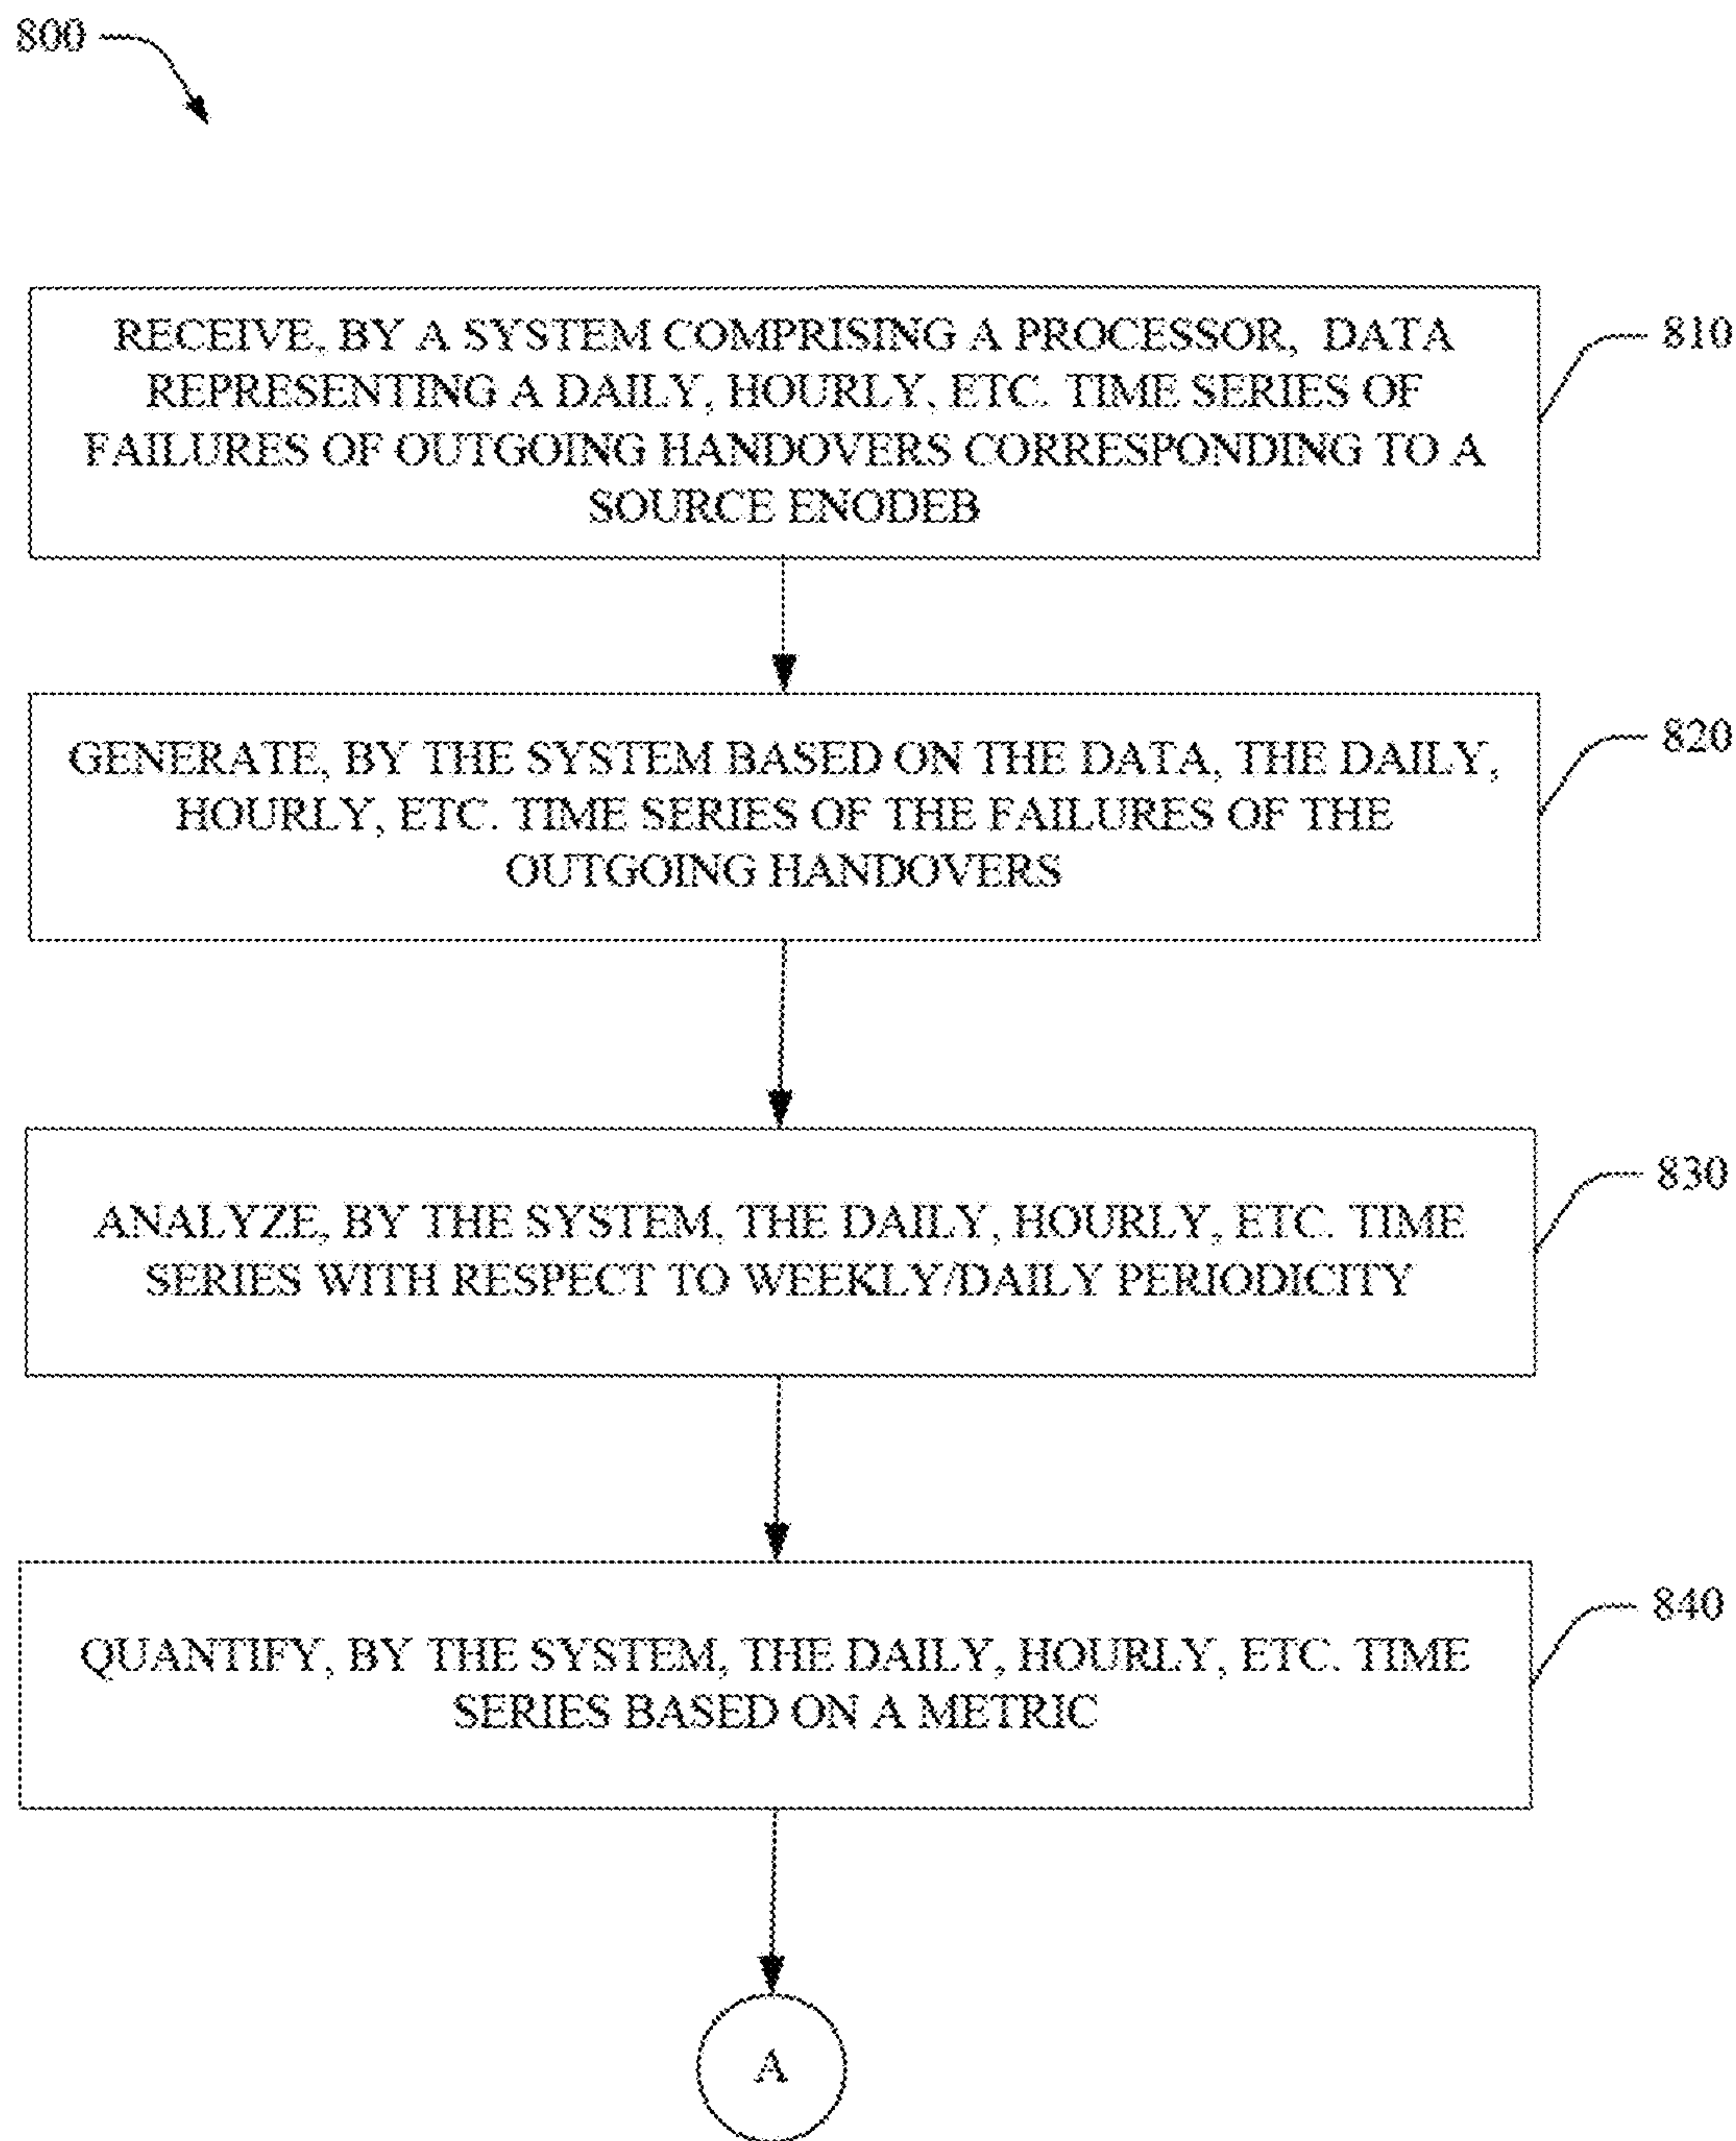 800
RECEIVE, BY A SYSTEM COMPRISING A PROCESSOR, DATA
REPRESENTING A DAILY, HOURLY, ETC. TIME SERIES OF
FAILURES OF OUTGOING HANDOVERS CORRESPONDING TO A
SOURCE ENODEB
810
GENERATE, BY THE SYSTEM BASED ON THE DATA, THE DAILY,
HOURLY, ETC. TIME SERIES OF THE FAILURES OF THE
OUTGOING HANDOVERS
820
ANALYZE, BY THE SYSTEM, THE DAILY, HOURLY, ETC. TIME
SERIES WITH RESPECT TO WEEKLY/DAILY PERIODICITY
830
QUANTIFY, BY THE SYSTEM, THE DAILY, HOURLY, ETC. TIME
SERIES BASED ON A METRIC
840
A